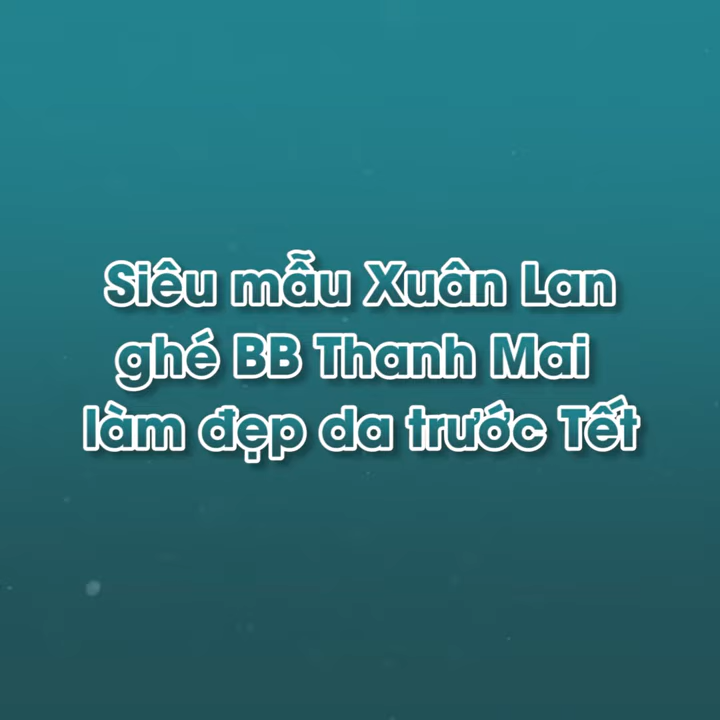 Siêu mẫu Xuân Lan
ghé BB Thanh Mai
làm đẹp da trước Tết